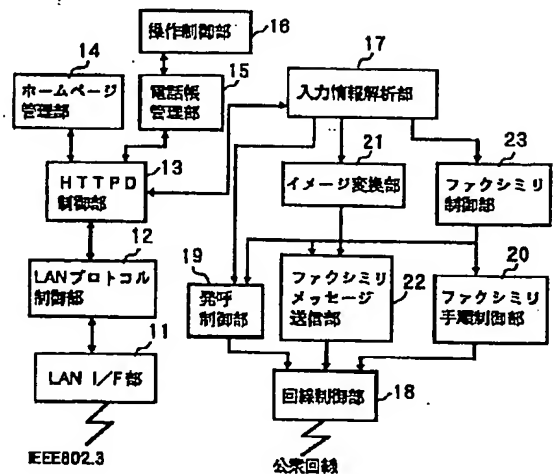 操作制御部
16
14
15
17
ホームページ
管理部
電話帳
管理部
入力情報解析部
13
21
23
HTTPD
制御部
イメージ変換部
ファクシミリ
制御部
12
19
20
LANプロトコル
制御部
発呼
制御部
ファクシミリ
メッセージ
送信部
22
ファクシミリ
手順制御部
11
LAN I/F部
回線制御部
18
IEEE802.3
公衆回線